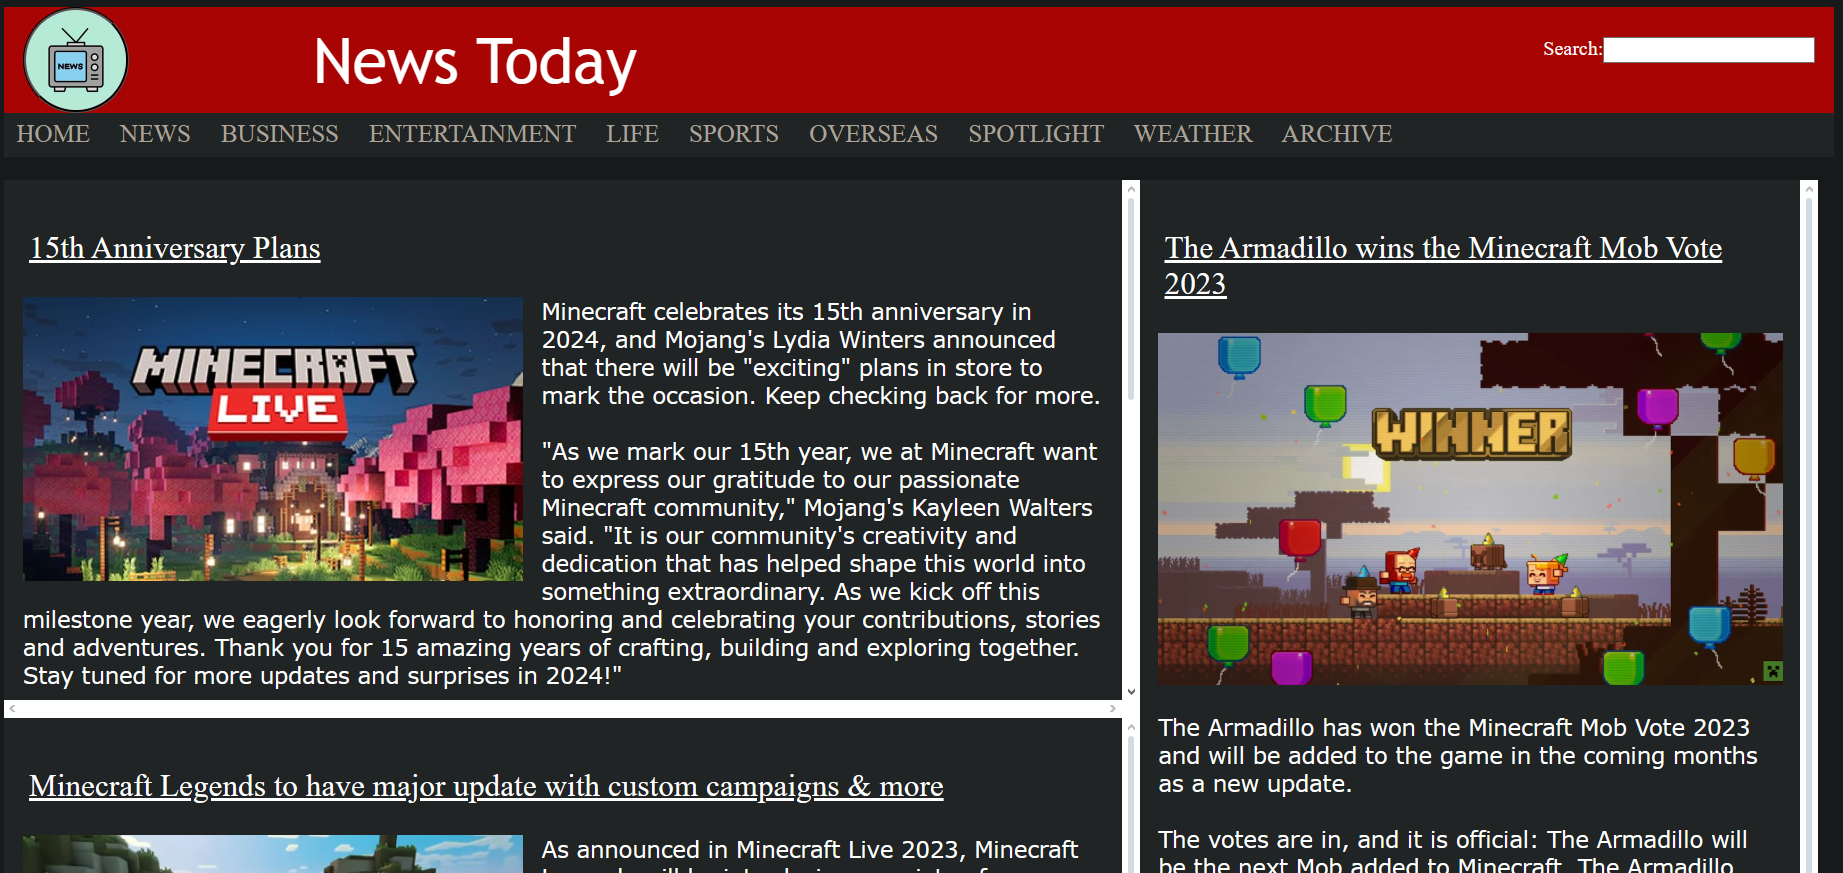 NEWS
News Today
Search:
HOME NEWS BUSINESS ENTERTAINMENT LIFE SPORTS OVERSEAS SPOTLIGHT WEATHER ARCHIVE
15th Anniversary Plans
MINECRAFT
LIVE
Minecraft celebrates its 15th anniversary in
2024, and Mojang's Lydia Winters announced
that there will be "exciting" plans in store to
mark the occasion. Keep checking back for more.
"As we mark our 15th year, we at Minecraft want
to express our gratitude to our passionate
Minecraft community," Mojang's Kayleen Walters
said. "It is our community's creativity and
dedication that has helped shape this world into
something extraordinary. As we kick off this
milestone year, we eagerly look forward to honoring and celebrating your contributions, stories
and adventures. Thank you for 15 amazing years of crafting, building and exploring together.
Stay tuned for more updates and surprises in 2024!"
Minecraft Legends to have major update with custom campaigns & more
As announced in Minecraft Live 2023, Minecraft
The Armadillo wins the Minecraft Mob Vote
2023
WINNER
The Armadillo has won the Minecraft Mob Vote 2023
and will be added to the game in the coming months
as a new update.
The votes are in, and it is official: The Armadillo will
be the next Mob added to Minecraft. The Armadillo